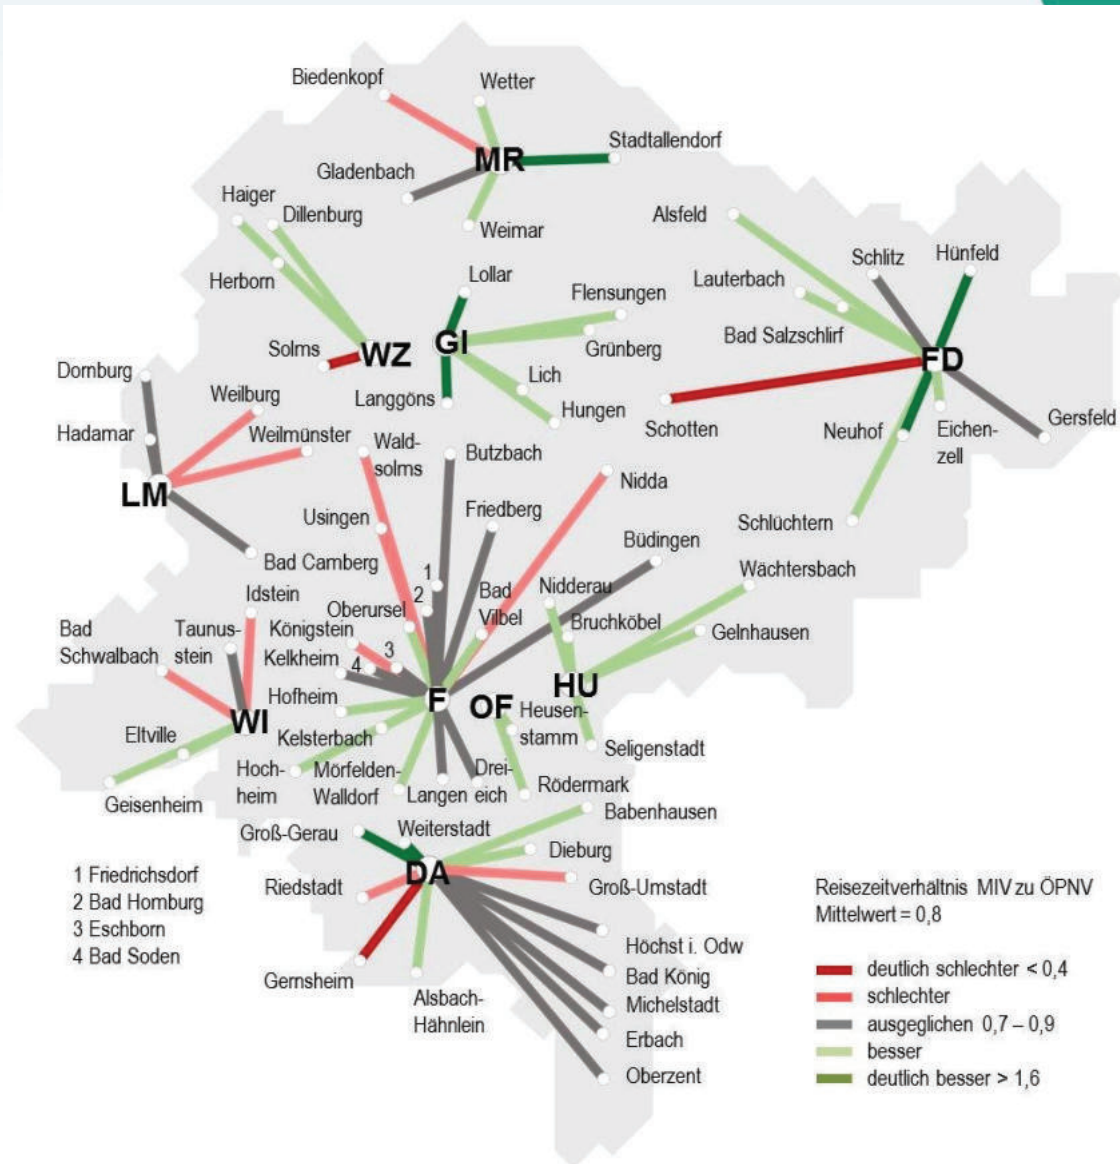 Biedenkopf
Wetter
MR
Stadtallendorf
Gladenbach
Weimar
Haiger
Dillenburg
Herborn
Lollar
Flensungen
Solms
WZ
GI
Grünberg
Lich
Langgöns
Hungen
Alsfeld
Schlitz
Hünfeld
Lauterbach
Bad Salzschlirf
FD
Schotten
Neuhof
Eichen-
zell
Gersfeld
Schlüchtern
Dornburg
Weilburg
Hadamar
Weilmünster
LM
Bad Camberg
Wald-
solms
Butzbach
Nidda
Usingen
Friedberg
Büdingen
1
2
Bad
Vilbel
Nidderau
Wächtersbach
Oberursel
Bruchköbel
Gelnhausen
Königstein
Kelkheim
4
3
Idstein
Bad
Schwalbach
Taunus-
stein
Hofheim
F
OF
HU
Heusen-
stamm
WI
Eltville
Kelsterbach
Seligenstadt
Geisenheim
Hoch-
heim
Mörfelden-
Walldorf
Langen
Drei-
eich
Rödermark
Babenhausen
Groß-Gerau
Weiterstadt
Dieburg
DA
Riedstadt
Groß-Umstadt
Gernsheim
Alsbach-
Hähnlein
Höchst i. Odw
Bad König
Michelstadt
Erbach
Oberzent
1 Friedrichsdorf
2 Bad Homburg
3 Eschborn
4 Bad Soden
Reisezeitverhältnis MIV zu ÖPNV
Mittelwert = 0,8
deutlich schlechter < 0,4
schlechter
ausgeglichen 0,7 – 0,9
besser
deutlich besser > 1,6